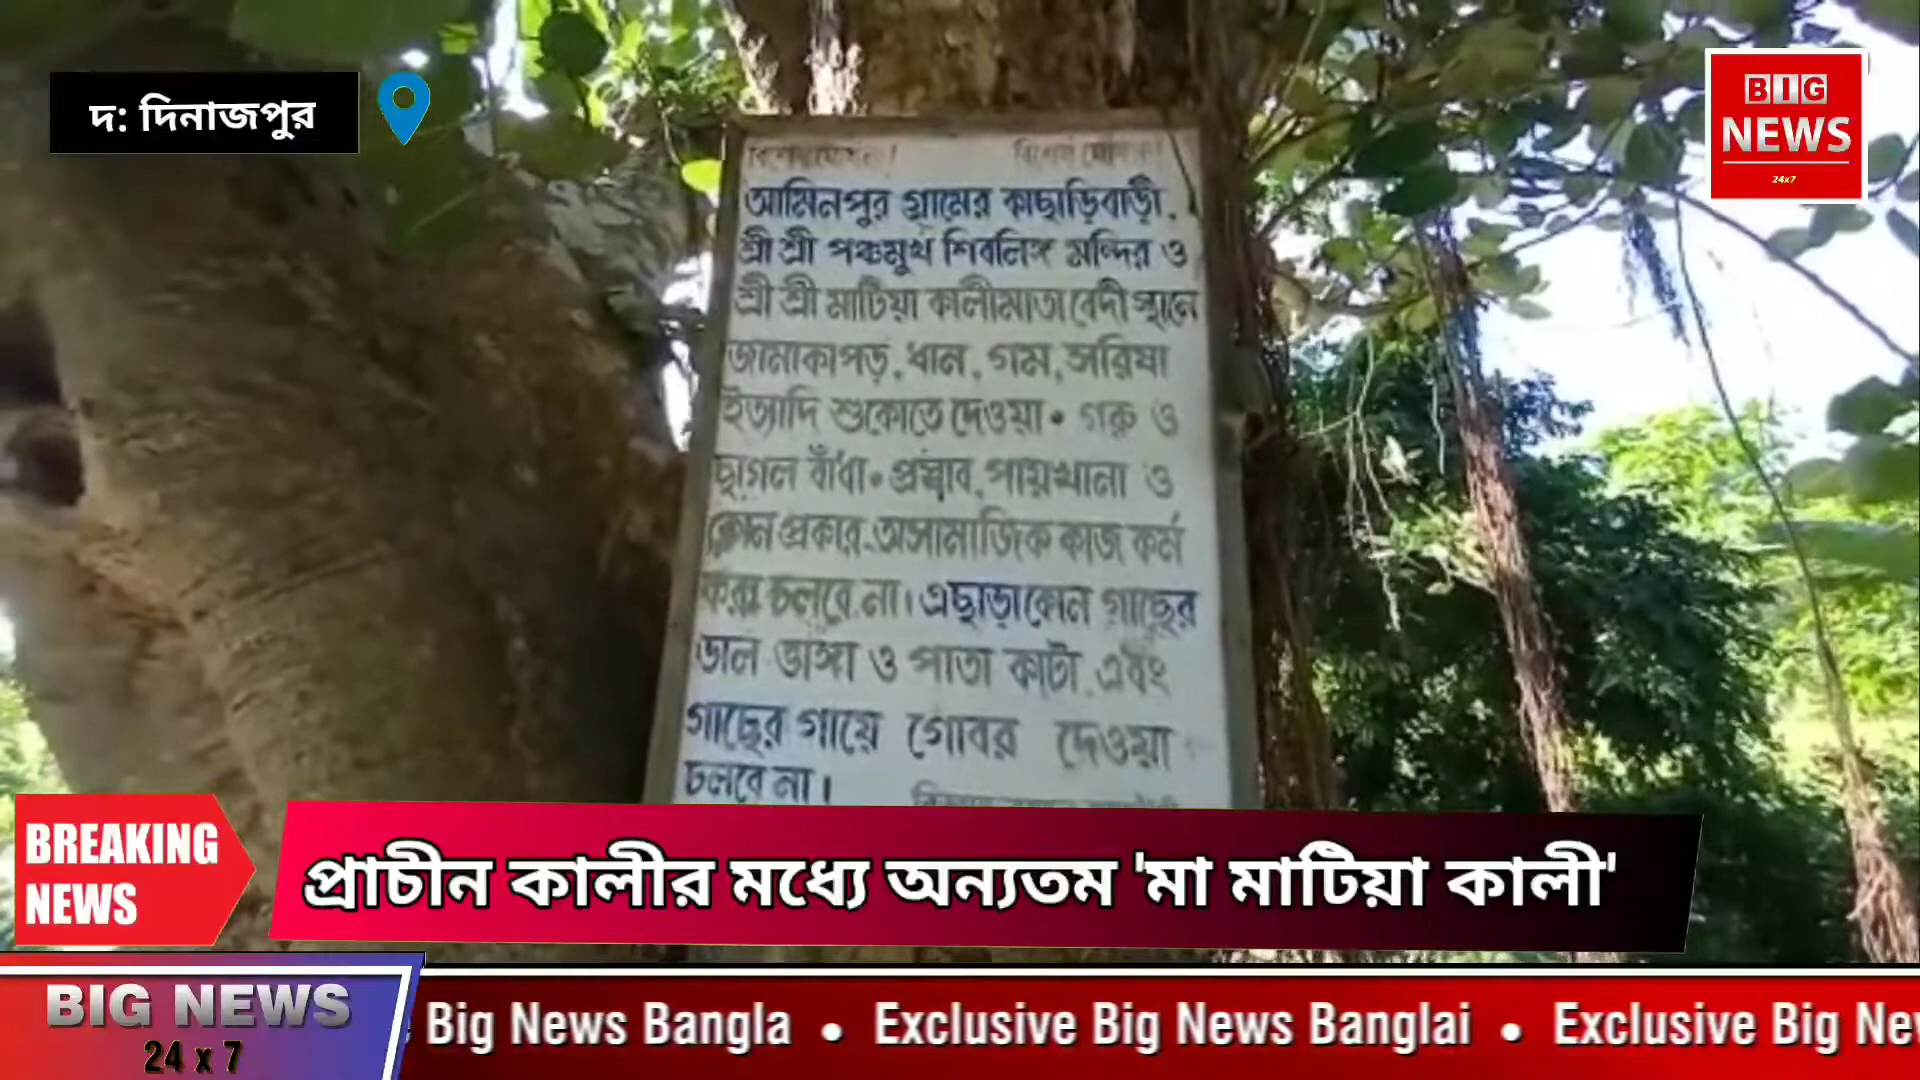 দ: দিনাজপুর
BIG
NEWS
24x7
আমিনপুর গ্রামের কাছাড়িবাড়ী,
শ্রী শ্রী পঞ্চমুখ শিবলিঙ্গ মন্দির ও
শ্রী শ্রী মাটিয়া কালীমাতা বেদী স্থানে
জামাকাপড়, ধান, গম, সরিষা
ইত্যাদি শুকোতে দেওয়া • গরু ও
ছাগল বাঁধা • প্রস্রাব, পায়খানা ও
কোন প্রকার অসামাজিক কাজ কর্ম
করা চলবে না। এছাড়া কোন গাছের
ডাল ভাঙ্গা ও পাতা কাটা এবং
গাছের গায়ে গোবর দেওয়া
চলবে না।
BREAKING
NEWS
প্রাচীন কালীর মধ্যে অন্যতম 'মা মাটিয়া কালী'
BIG NEWS
24 x 7
Big News Bangla • Exclusive Big News Banglai • Exclusive Big